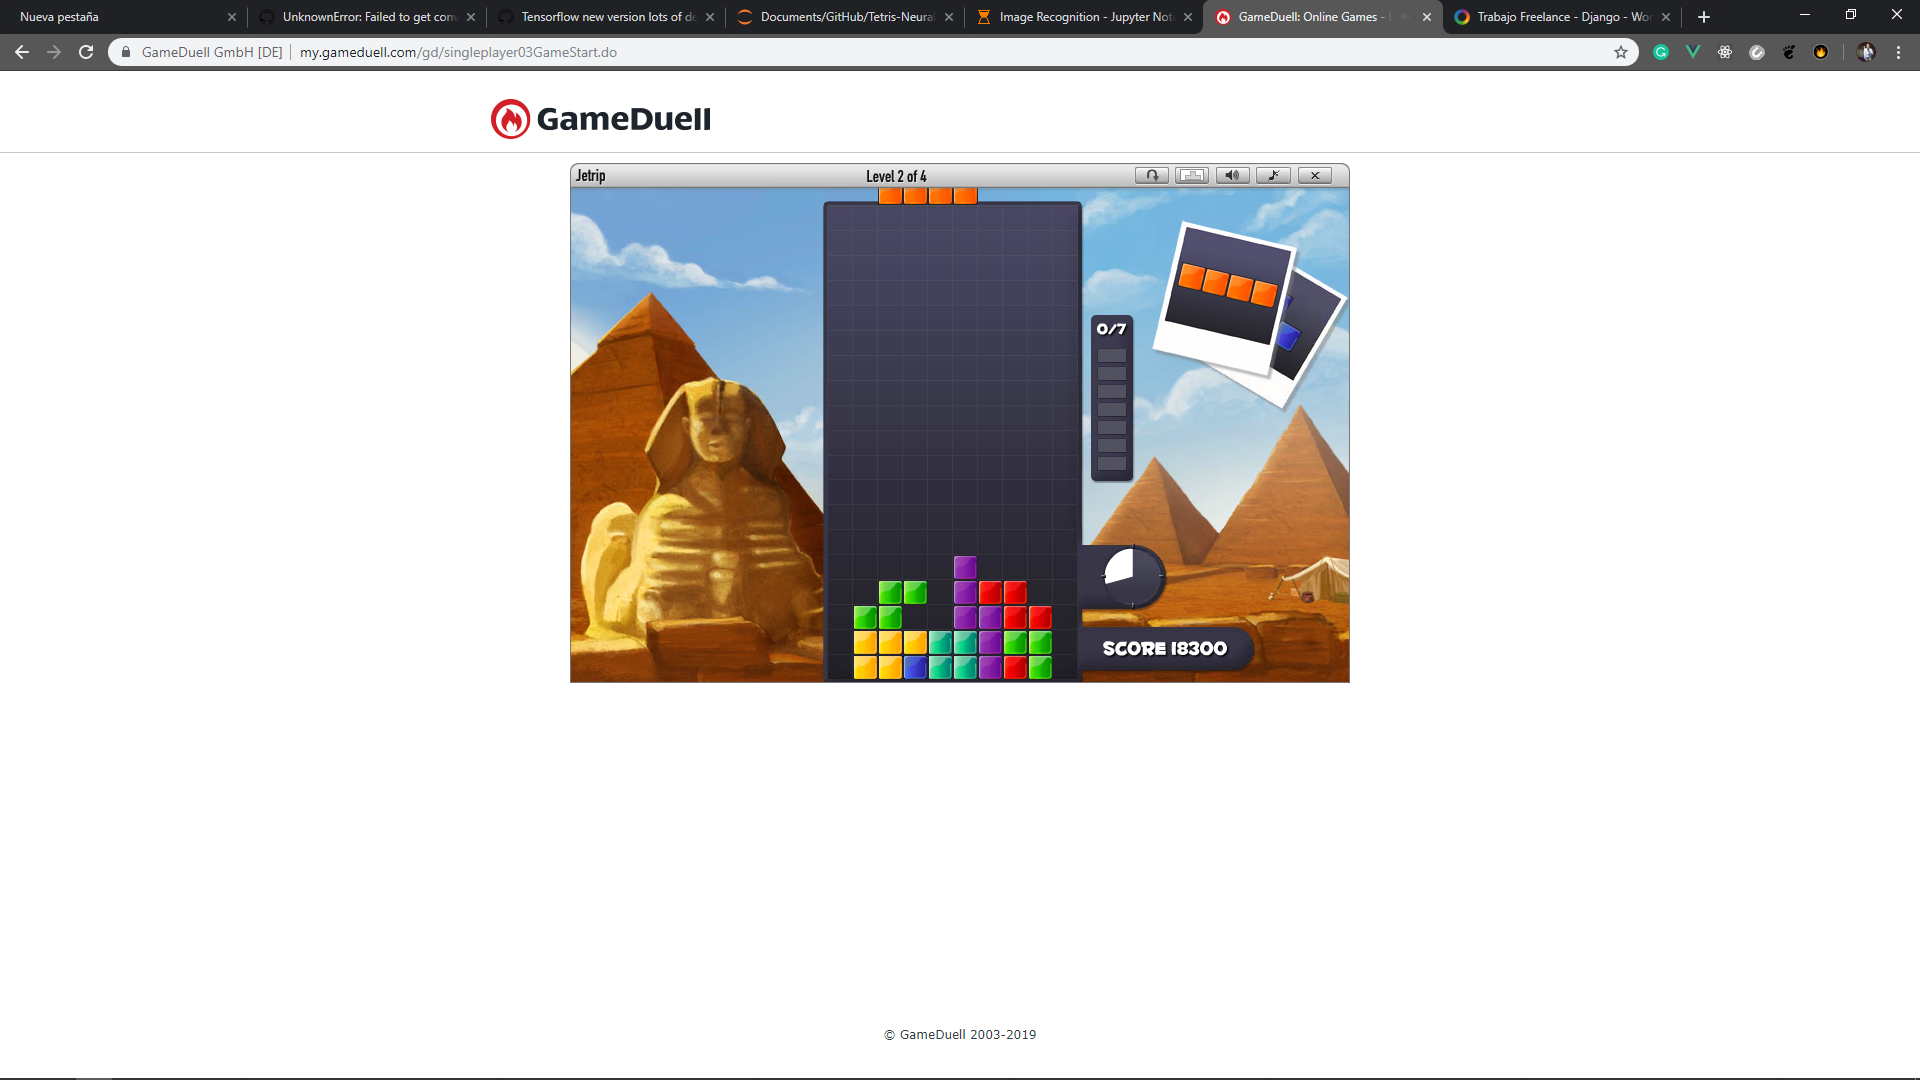 Nueva pestaña
UnknownError: Failed to get con
Tensorflow new version lots of de
Documents/GitHub/Tetris-Neural
Image Recognition - Jupyter Not
GameDuell: Online Games -
Trabajo Freelance - Django - Wo
GameDuell GmbH [DE]
my.gameduell.com/gd/singleplayer03GameStart.do
GameDuell
Jetrip
Level 2 of 4
0/7
SCORE 18300
© GameDuell 2003-2019